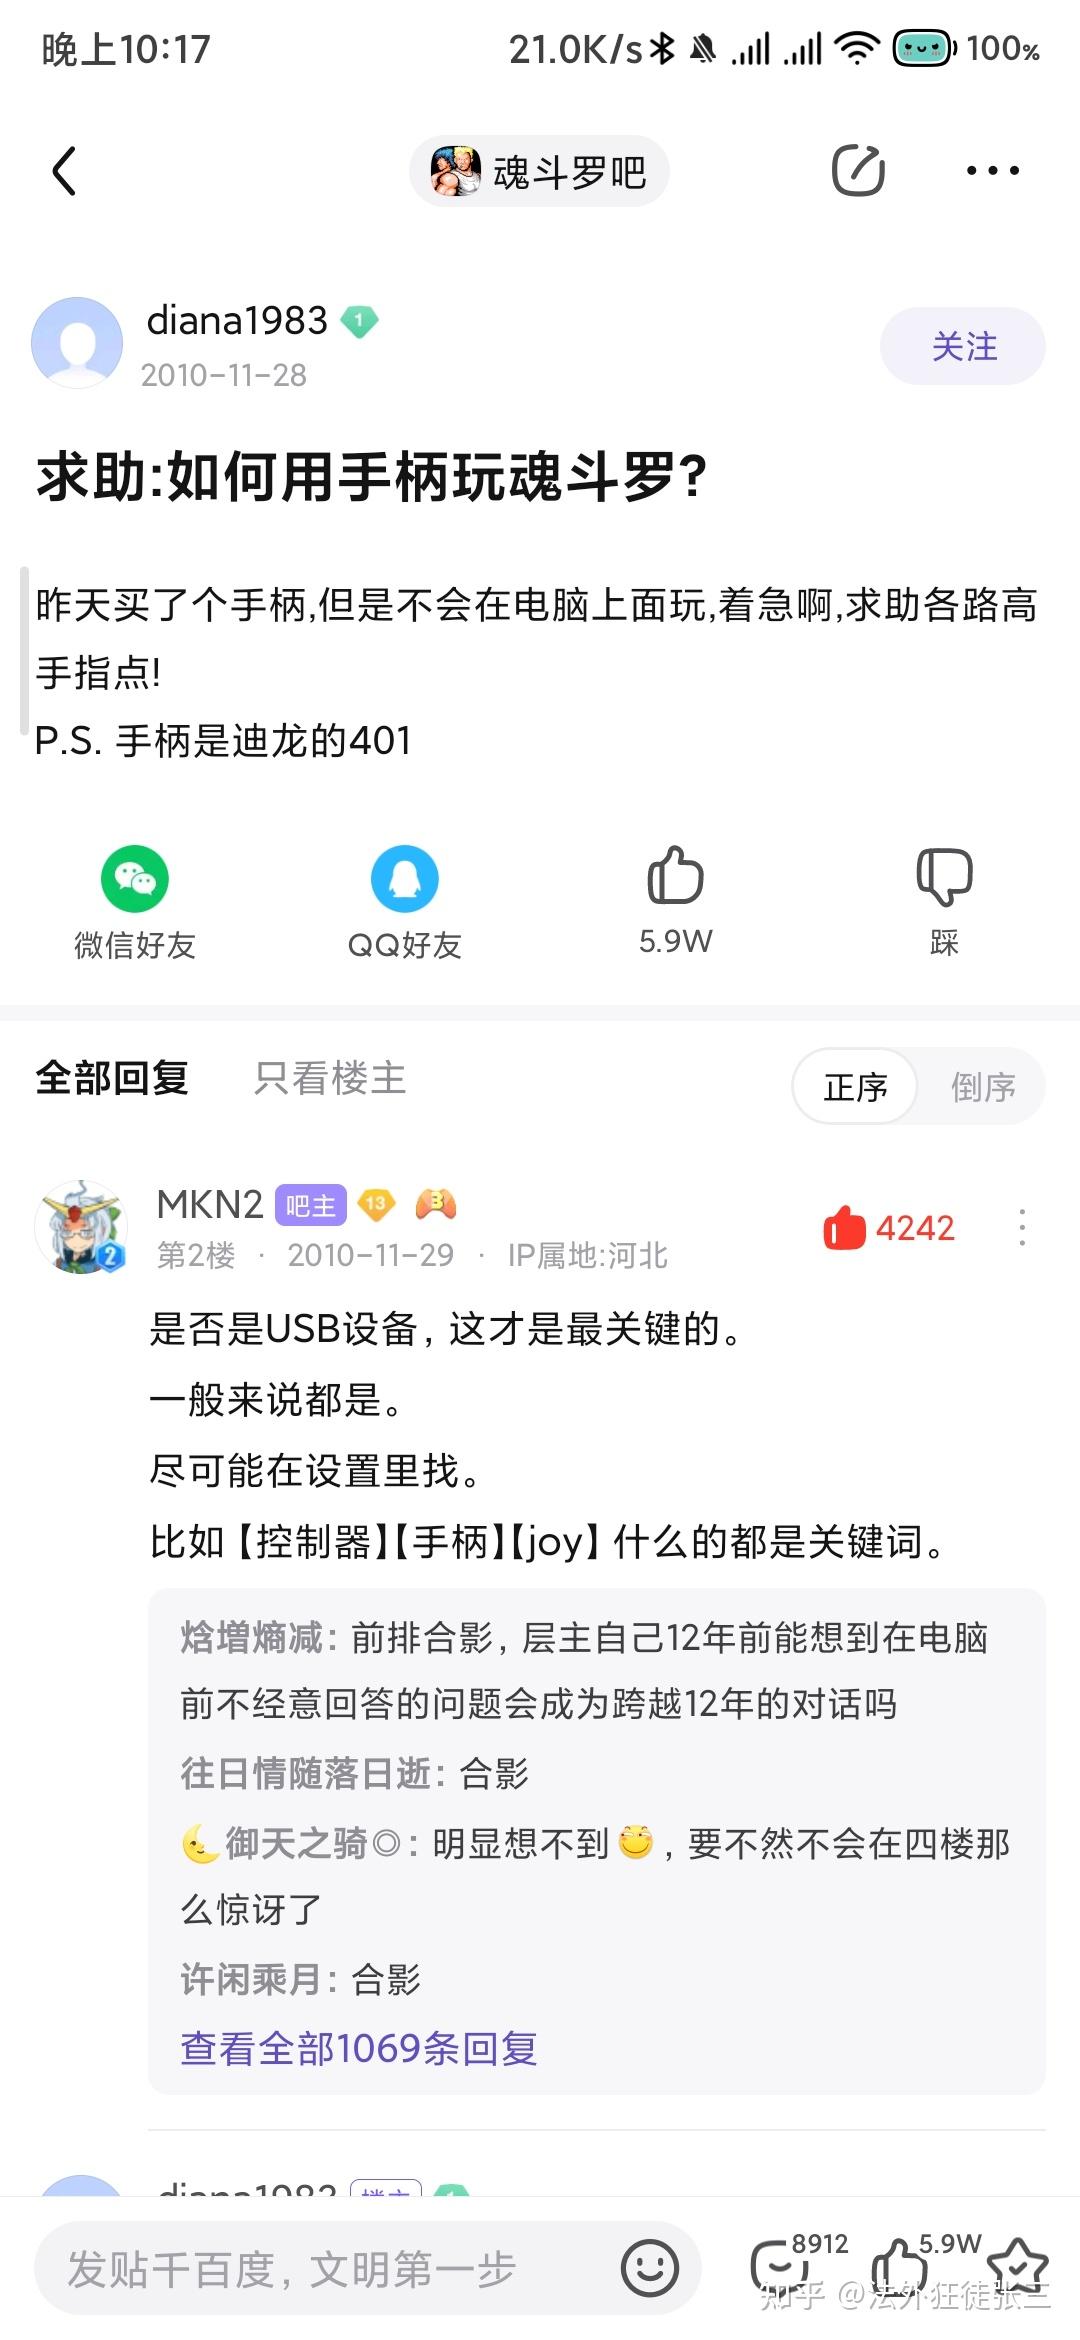 晚上10:17
21.0K/s
100%
魂斗罗吧
diana1983 1
2010-11-28
关注
求助:如何用手柄玩魂斗罗?
昨天买了个手柄,但是不会在电脑上面玩,着急啊,求助各路高
手指点!
P.S. 手柄是迪龙的401
微信好友
QQ好友
5.9W
踩
全部回复
只看楼主
正序
倒序
MKN2 吧主 13 3
2
4242
第2楼 · 2010-11-29 · IP属地:河北
是否是USB设备，这才是最关键的。
一般来说都是。
尽可能在设置里找。
比如【控制器】【手柄】【joy】什么的都是关键词。
焓增熵减：前排合影，层主自己12年前能想到在电脑
前不经意回答的问题会成为跨越12年的对话吗
往日情随落日逝：合影
🌛御天之骑◎：明显想不到，要不然不会在四楼那
么惊讶了
许闲乘月：合影
查看全部1069条回复
diana1983 楼主 1
发贴千百度，文明第一步
8912
5.9W
知乎 @法外狂徒张三